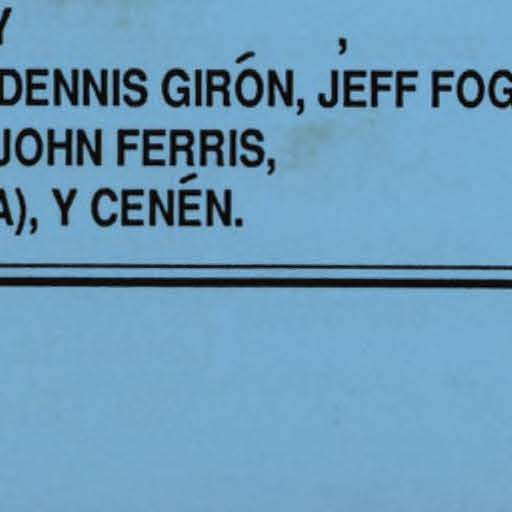 Y ,
DENNIS GIRÓN, JEFF FOG
JOHN FERRIS,
A), Y CENÉN.